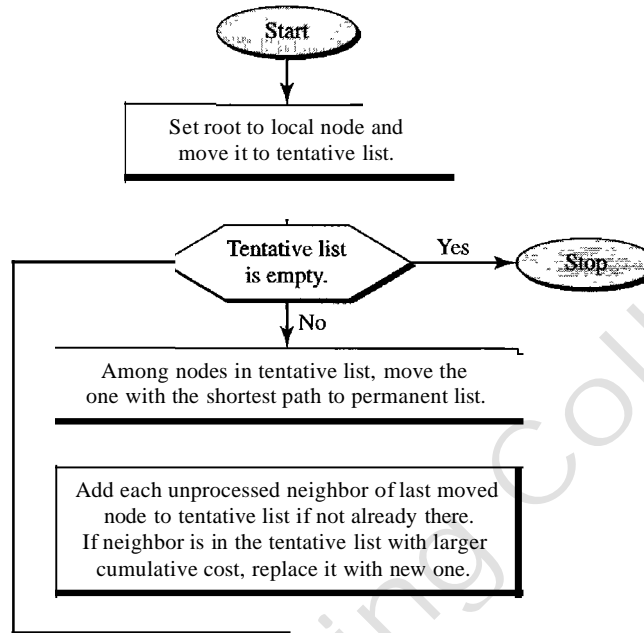 Start
Set root to local node and
move it to tentative list.
Tentative list
is empty.
Yes
Stop
No
Among nodes in tentative list, move the
one with the shortest path to permanent list.
Add each unprocessed neighbor of last moved
node to tentative list if not already there.
If neighbor is in the tentative list with larger
cumulative cost, replace it with new one.
ing Coll